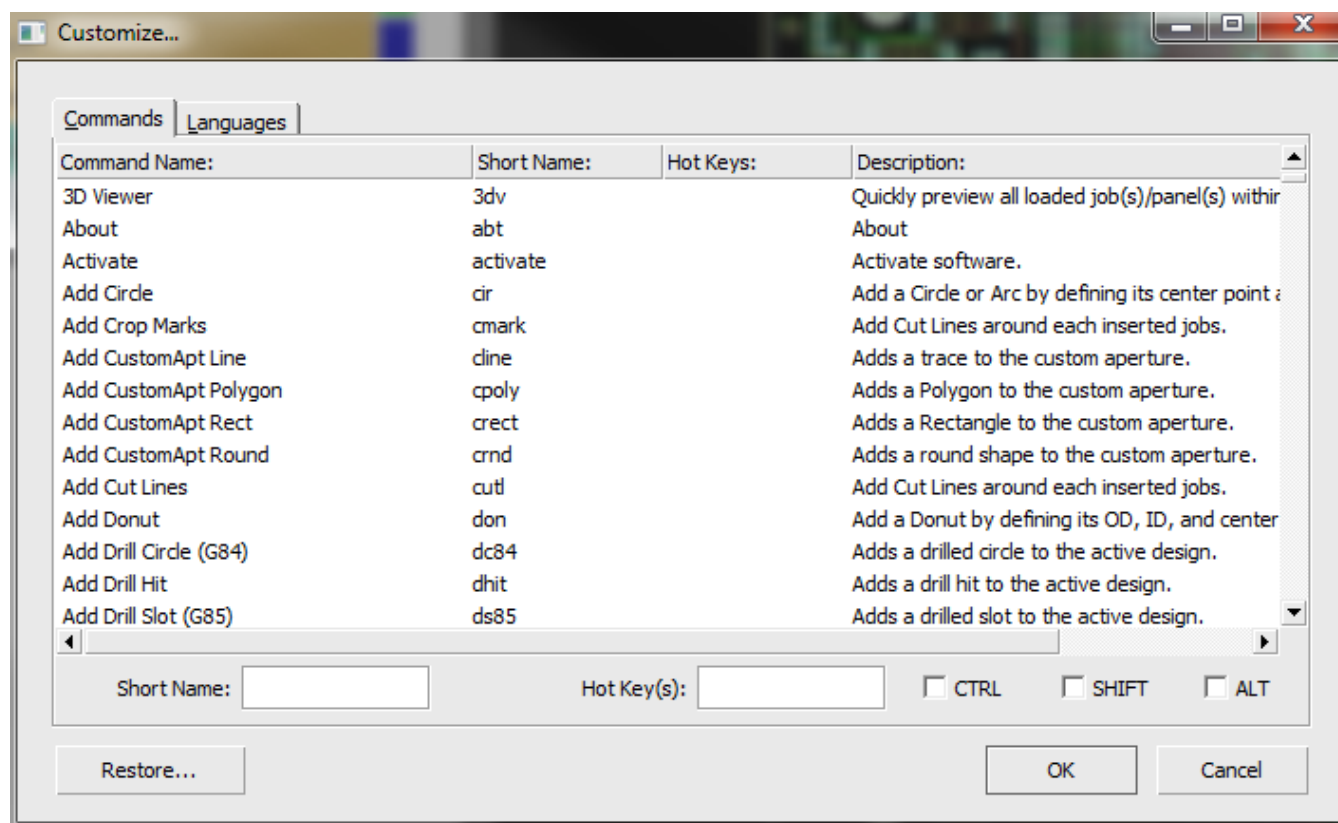 Customize...
Commands Languages
Command Name: Short Name: Hot Keys: Description:
3D Viewer 3dv Quickly preview all loaded job(s)/panel(s) within
About abt About
Activate activate Activate software.
Add Circle cir Add a Circle or Arc by defining its center point a
Add Crop Marks cmark Add Cut Lines around each inserted jobs.
Add CustomApt Line cline Adds a trace to the custom aperture.
Add CustomApt Polygon cpoly Adds a Polygon to the custom aperture.
Add CustomApt Rect crect Adds a Rectangle to the custom aperture.
Add CustomApt Round crnd Adds a round shape to the custom aperture.
Add Cut Lines cutl Add Cut Lines around each inserted jobs.
Add Donut don Add a Donut by defining its OD, ID, and center
Add Drill Circle (G84) dc84 Adds a drilled circle to the active design.
Add Drill Hit dhit Adds a drill hit to the active design.
Add Drill Slot (G85) ds85 Adds a drilled slot to the active design.
Short Name: Hot Key(s): CTRL SHIFT ALT
Restore... OK Cancel